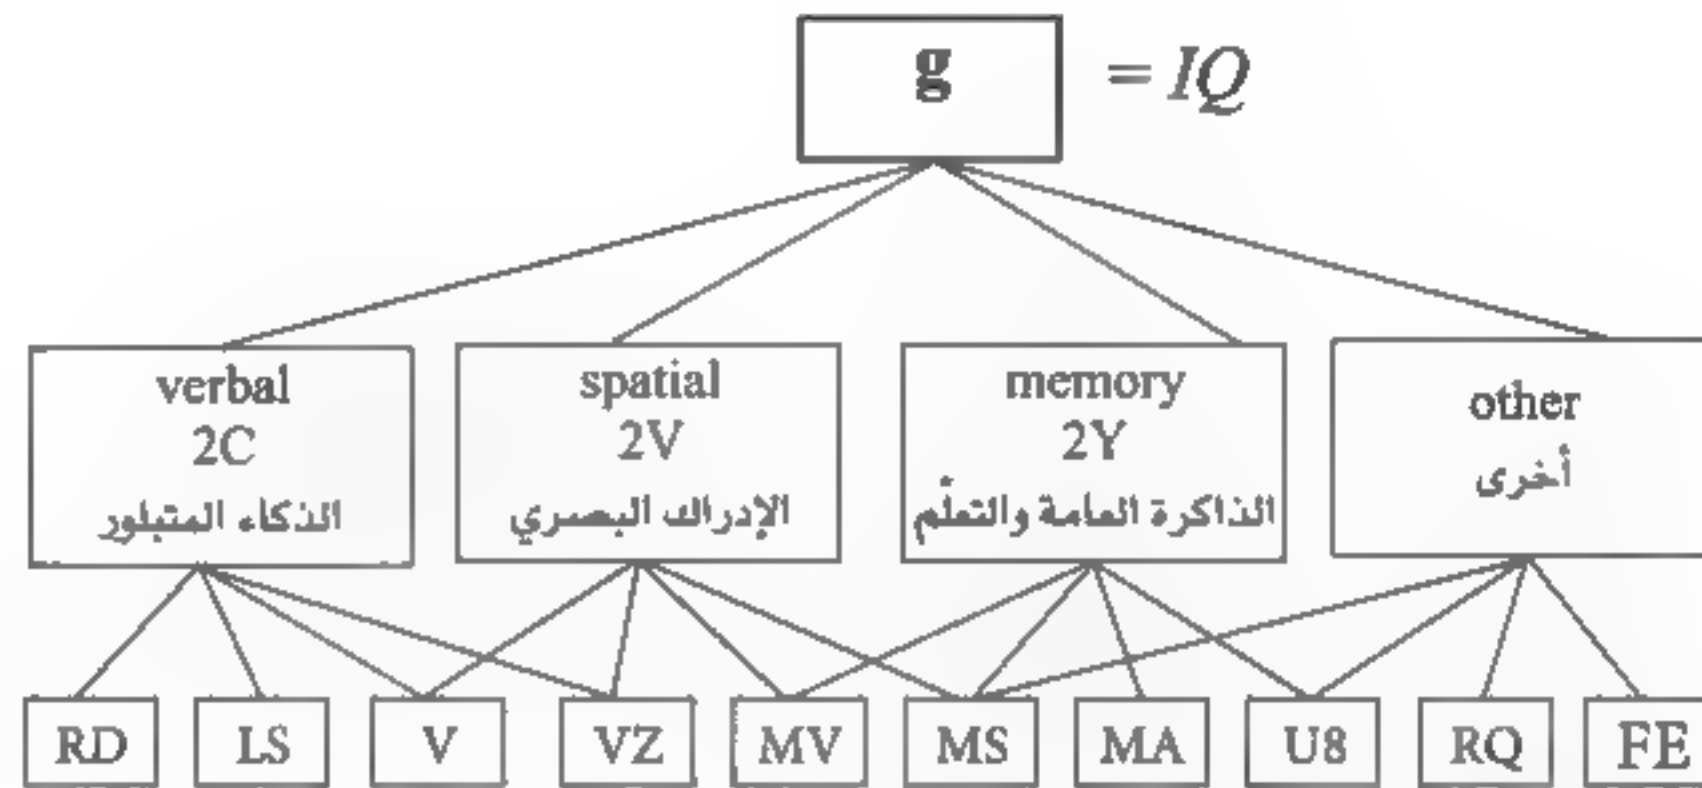 g = IQ
verbal
2C
الذكاء المتبلور
spatial
2V
الإدراك البصري
memory
2Y
الذاكرة العامة والتعلّم
other
أخرى
RD LS V VZ MV MS MA U8 RQ FE